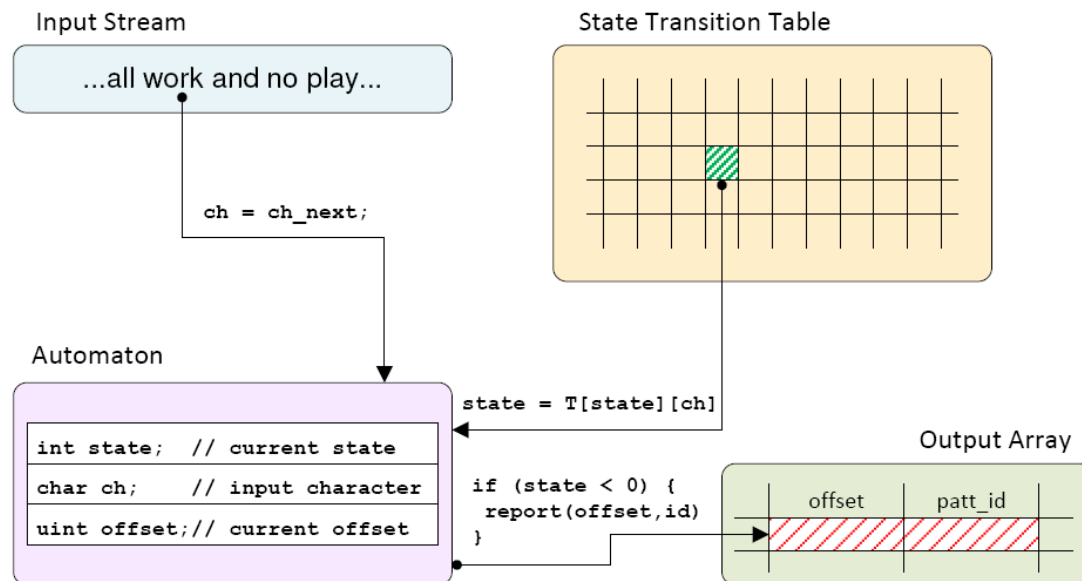 Input Stream
...all work and no play...
ch = ch_next;
State Transition Table
state = T[state][ch]
Automaton
int state;  // current state
char ch;    // input character
uint offset;// current offset
if (state < 0) {
 report(offset,id)
}
Output Array
offset patt_id